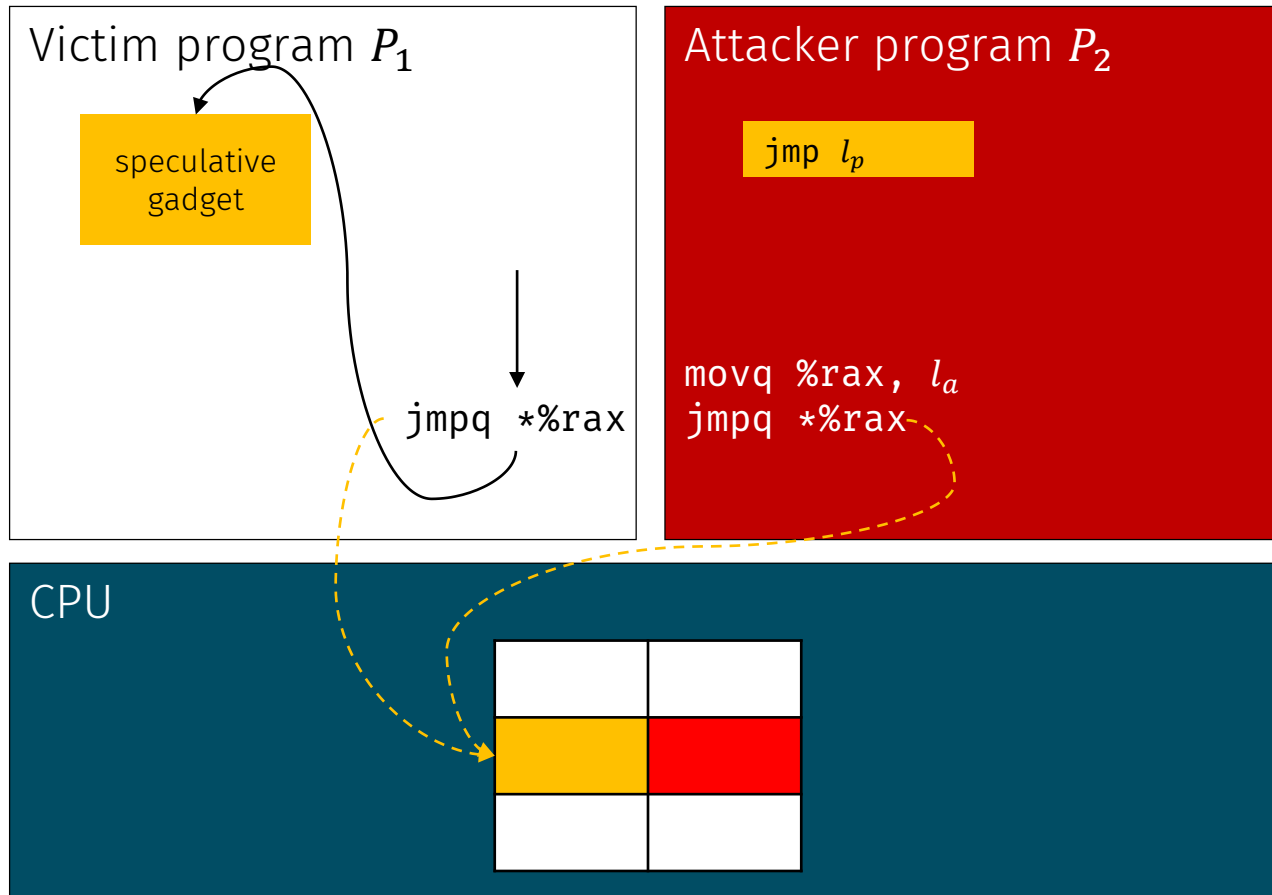 Victim program P₁
speculative
gadget
jmpq *%rax
Attacker program P₂
jmp lₚ
movq %rax, lₐ
jmpq *%rax
CPU